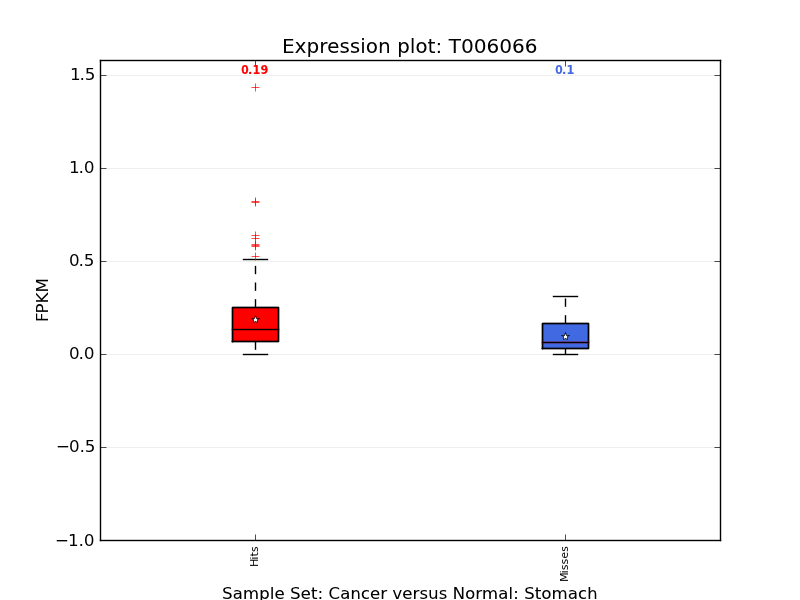 Expression plot: T006066
0.19
0.1
1.5
1.0
0.5
0.0
−0.5
−1.0
FPKM
Hits
Misses
Sample Set: Cancer versus Normal: Stomach